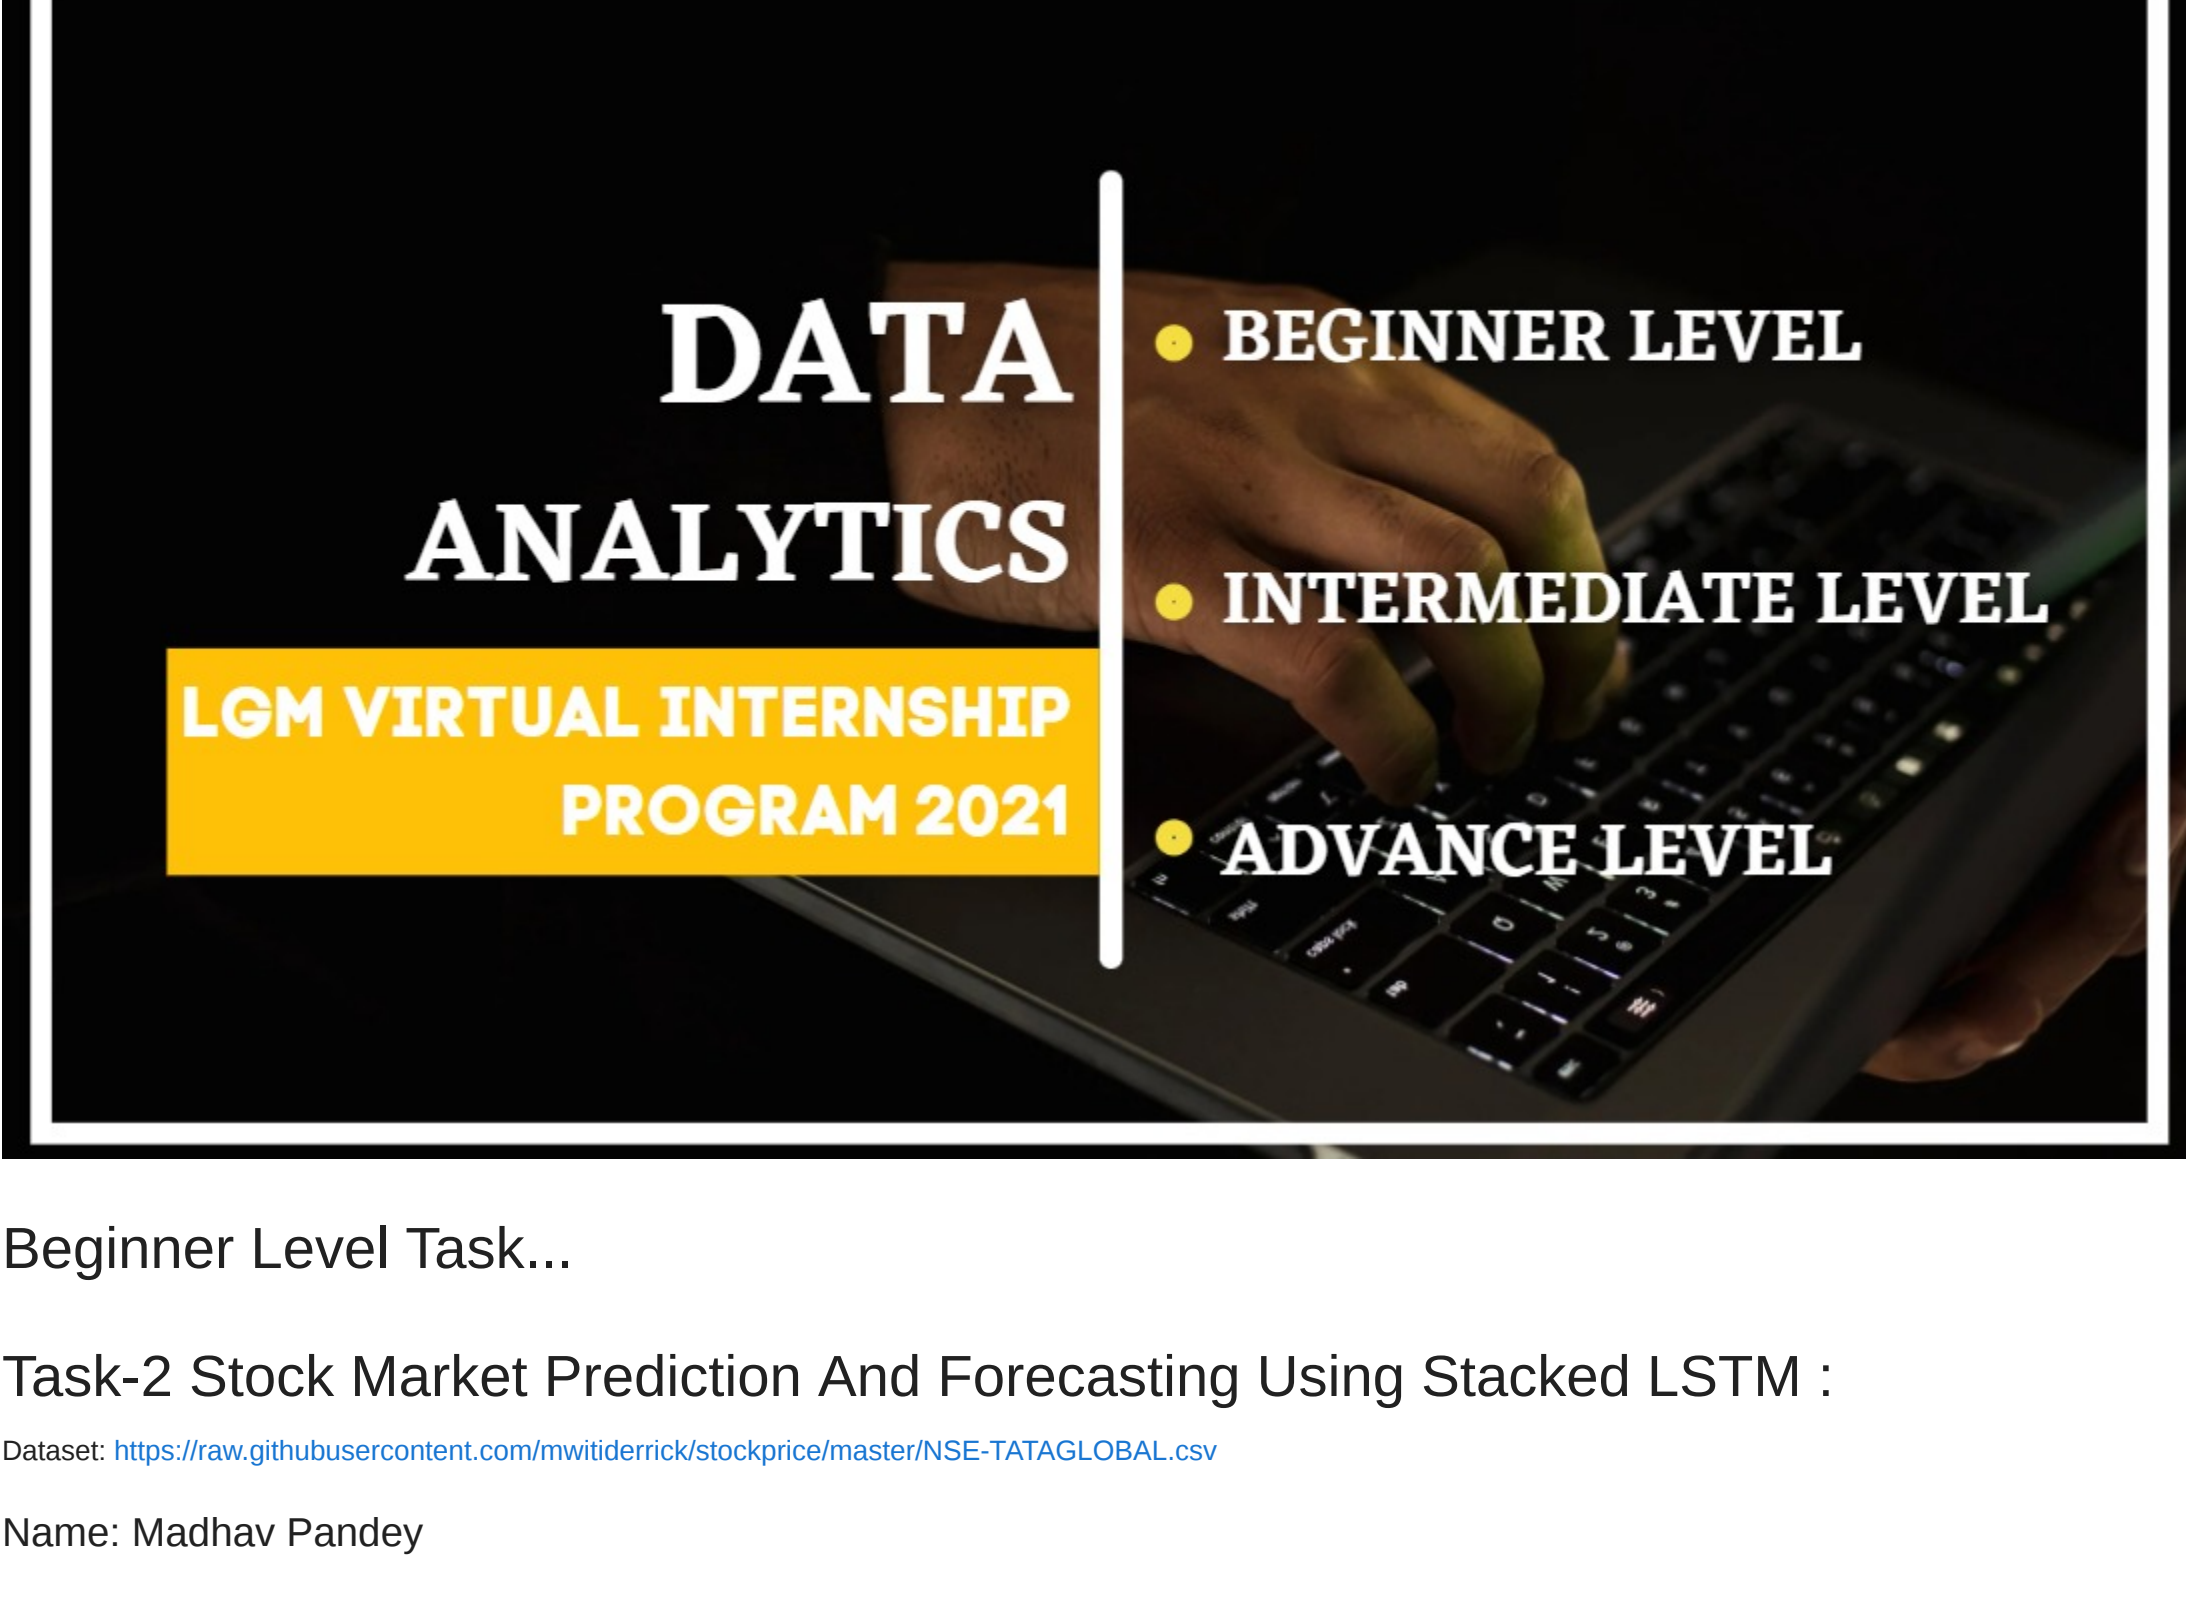 DATA
ANALYTICS
LGM VIRTUAL INTERNSHIP
PROGRAM 2021
BEGINNER LEVEL
INTERMEDIATE LEVEL
ADVANCE LEVEL
Beginner Level Task...
Task-2 Stock Market Prediction And Forecasting Using Stacked LSTM :
Dataset: https://raw.githubusercontent.com/mwitiderrick/stockprice/master/NSE-TATAGLOBAL.csv
Name: Madhav Pandey